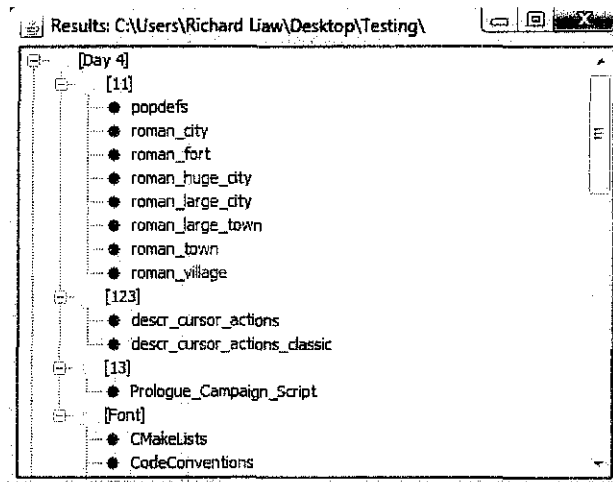 Results: C:\Users\Richard Liaw\Desktop\Testing\
[Day 4]
[11]
popdefs
roman_city
roman_fort
roman_huge_city
roman_large_city
roman_large_town
roman_town
roman_village
[123]
descr_cursor_actions
descr_cursor_actions_classic
[13]
Prologue_Campaign_Script
[Font]
CMakeLists
CodeConventions